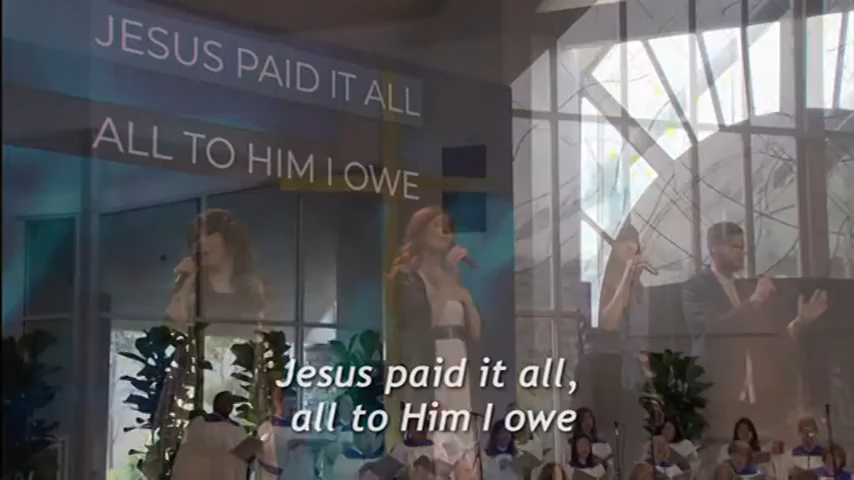 JESUS PAID IT ALL
ALL TO HIM I OWE
Jesus paid it all,
all to Him I owe